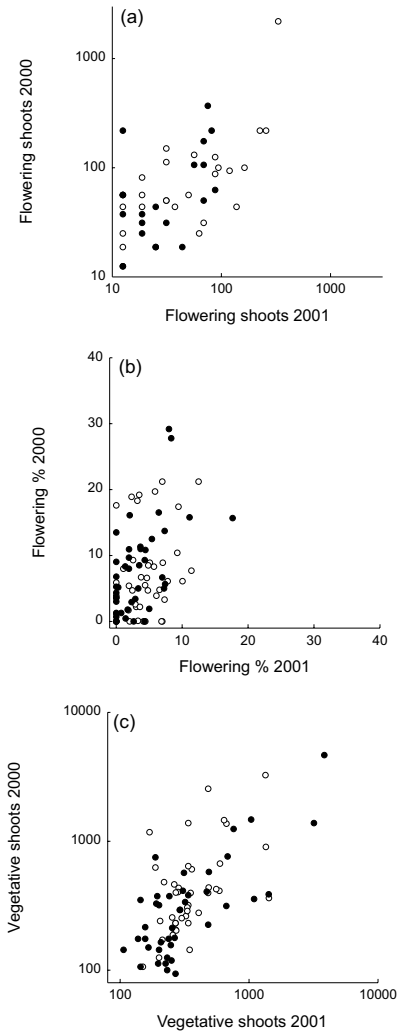 (a)
1000
100
10
Flowering shoots 2000
10 100 1000
Flowering shoots 2001
(b)
40
30
20
10
0
Flowering % 2000
0 10 20 30 40
Flowering % 2001
(c)
10000
1000
100
Vegetative shoots 2000
100 1000 10000
Vegetative shoots 2001